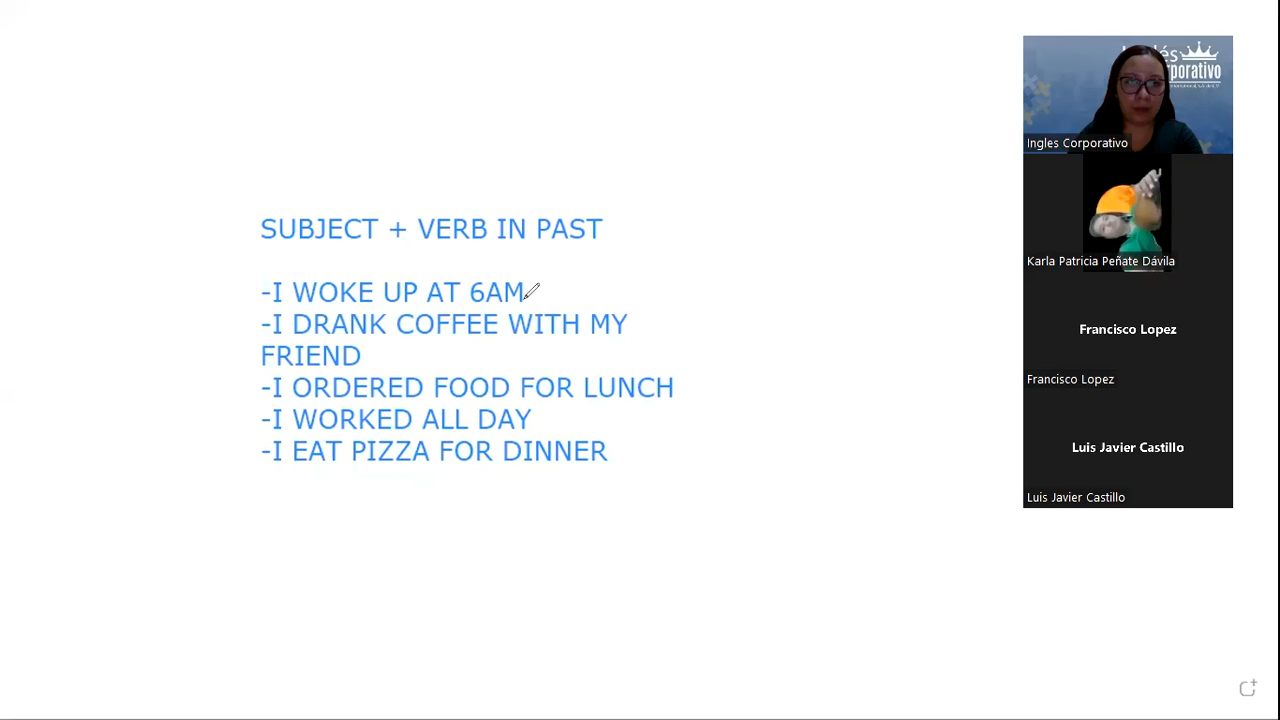 SUBJECT + VERB IN PAST
-I WOKE UP AT 6AM
-I DRANK COFFEE WITH MY
FRIEND
-I ORDERED FOOD FOR LUNCH
-I WORKED ALL DAY
-I EAT PIZZA FOR DINNER
Ingles Corporativo
Karla Patricia Peñate Dávila
Francisco Lopez
Francisco Lopez
Luis Javier Castillo
Luis Javier Castillo